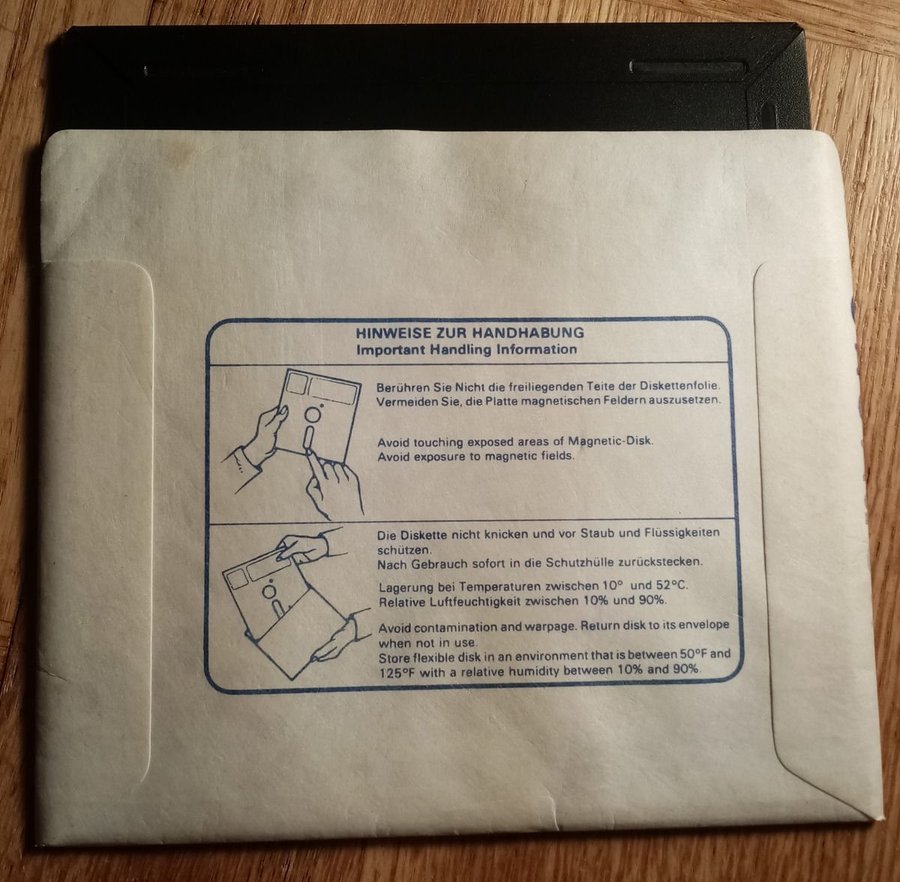 HINWEISE ZUR HANDHABUNG
Important Handling Information
Berühren Sie Nicht die freiliegenden Teite der Diskettenfolie.
Vermeiden Sie, die Platte magnetischen Feldern auszusetzen.
Avoid touching exposed areas of Magnetic-Disk.
Avoid exposure to magnetic fields.
Die Diskette nicht knicken und vor Staub und Flüssigkeiten
schützen.
Nach Gebrauch sofort in die Schutzhülle zurückstecken.
Lagerung bei Temperaturen zwischen 10° und 52°C.
Relative Luftfeuchtigkeit zwischen 10% und 90%.
Avoid contamination and warpage. Return disk to its envelope
when not in use.
Store flexible disk in an environment that is between 50°F and
125°F with a relative humidity between 10% and 90%.